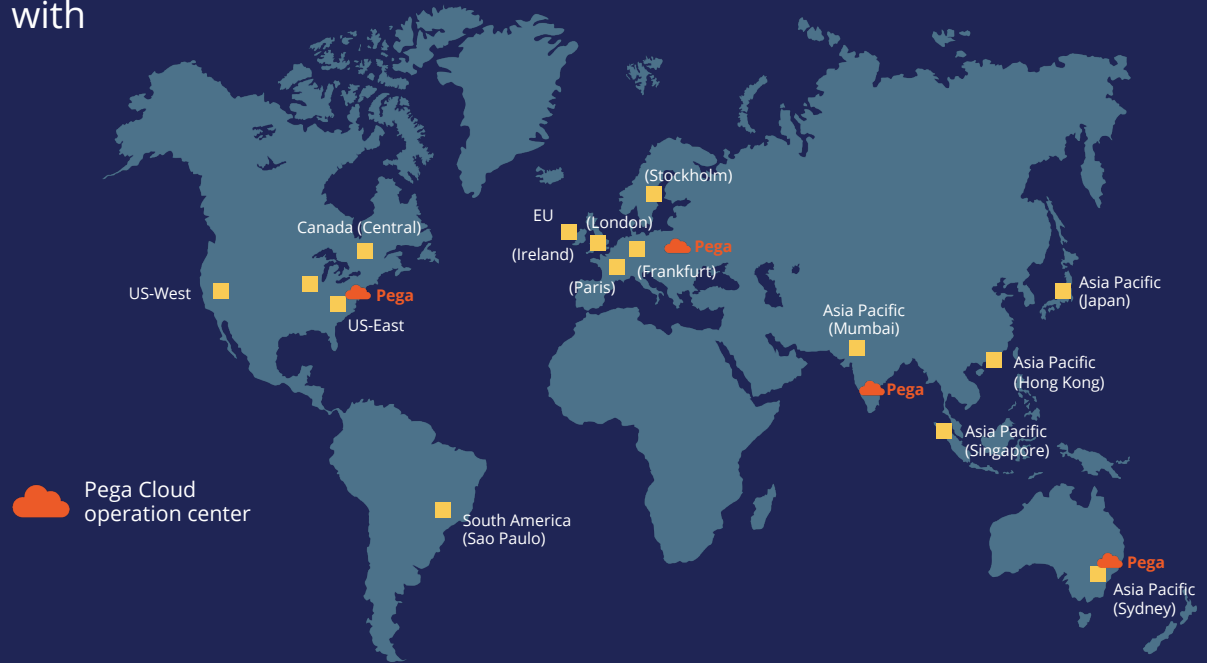 with
(Stockholm)
EU
(London)
Canada (Central)
(Ireland)
Pega
(Frankfurt)
(Paris)
US-West
Pega
US-East
Asia Pacific
(Japan)
Asia Pacific
(Mumbai)
Asia Pacific
(Hong Kong)
Pega
Asia Pacific
(Singapore)
Pega Cloud
operation center
South America
(Sao Paulo)
Pega
Asia Pacific
(Sydney)